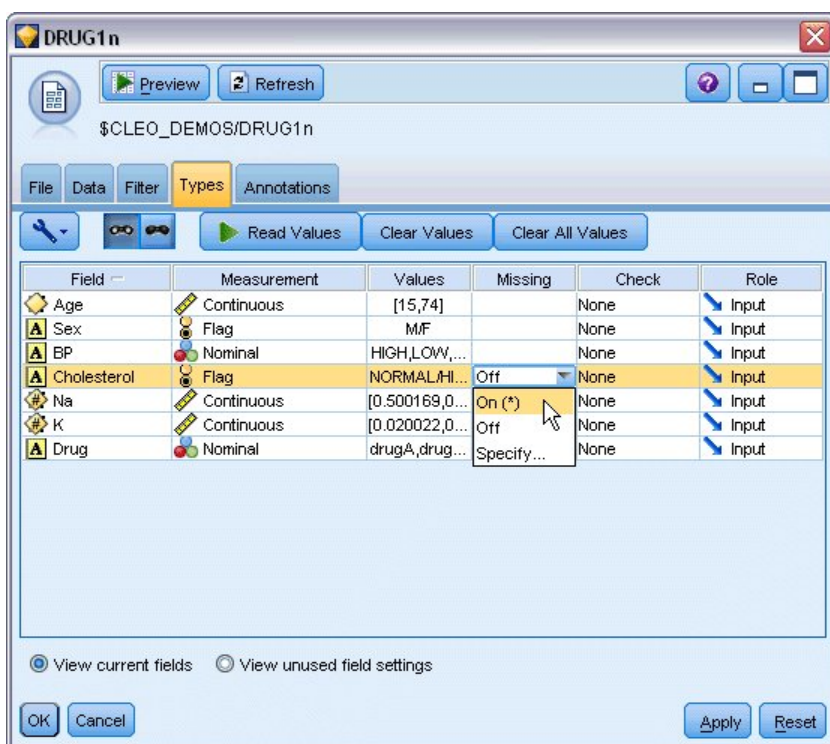 DRUG1n
Preview Refresh
$CLEO_DEMOS/DRUG1n
File Data Filter Types Annotations
Read Values Clear Values Clear All Values
Field Measurement Values Missing Check Role
Age Continuous [15,74] None Input
A Sex Flag M/F None Input
A BP Nominal HIGH,LOW,... None Input
A Cholesterol Flag NORMAL/HI... Off None Input
# Na Continuous [0.500169,0... On (*) None Input
# K Continuous [0.020022,0... Off None Input
A Drug Nominal drugA,drug... Specify... None Input
View current fields View unused field settings
OK Cancel Apply Reset